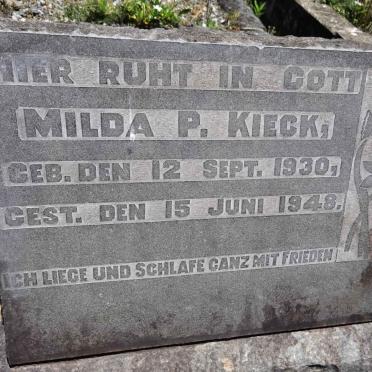 HIER RUHT IN GOTT
MILDA P. KIECK,
GEB. DEN 12 SEPT. 1930,
GEST. DEN 15 JUNI 1948.
ICH LIEGE UND SCHLAFE GANZ MIT FRIEDEN